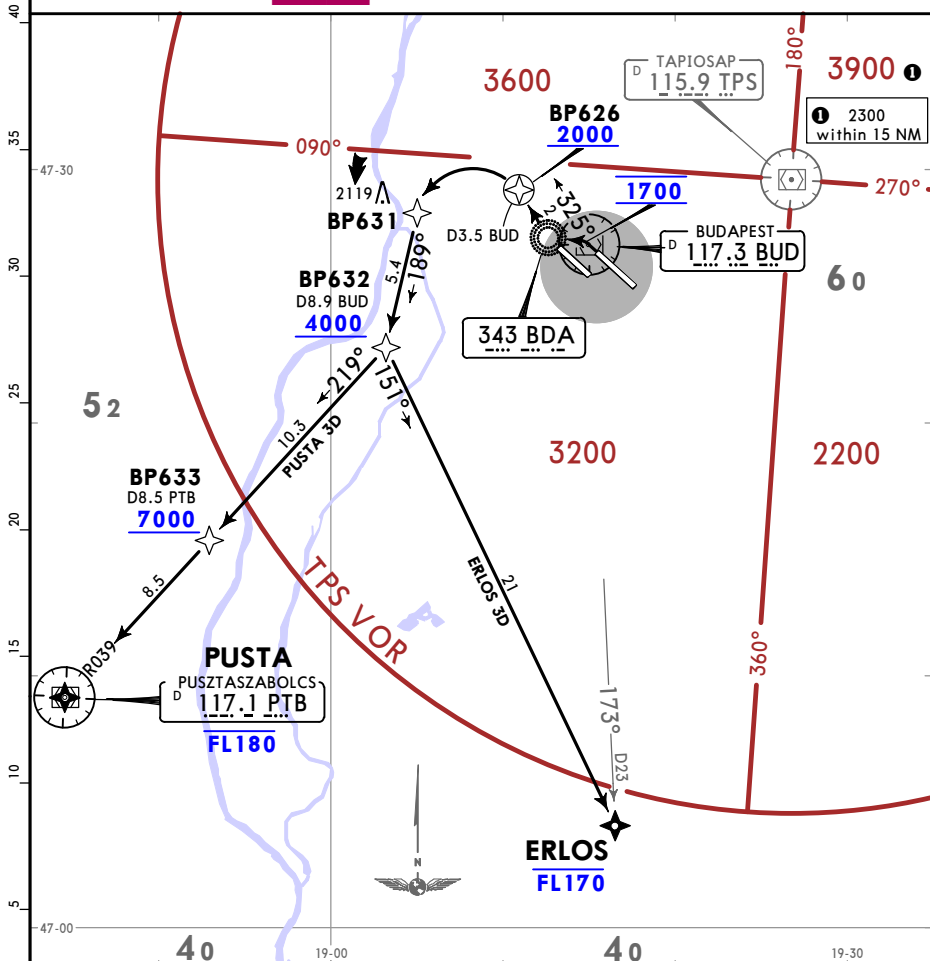 40
35
30
25
20
15
10
5
180°
TAPIOSAP
D 115.9 TPS
3900 ❶
❶ 2300
within 15 NM
3600
BP626
2000
090°
47-30
270°
2119
BP631
1700
325°
2
D3.5 BUD
BUDAPEST
D 117.3 BUD
189°
5.4
BP632
D8.9 BUD
4000
343 BDA
60
219°
151°
10.3
PUSTA 3D
52
3200
2200
BP633
D8.5 PTB
7000
8.5
R039
TPS VOR
21
ERLOS 3D
360°
PUSTA
PUSZTASZABOLCS
D 117.1 PTB
FL180
173°
D23
N
ERLOS
FL170
47-00
40
19-00
40
19-30